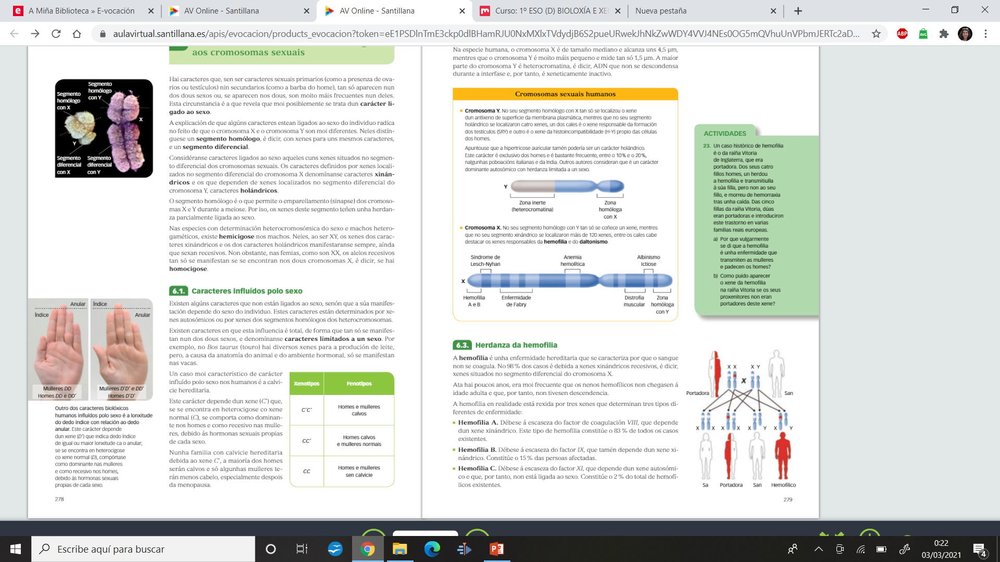 A Miña Biblioteca » E-vocación
AV Online - Santillana
AV Online - Santillana
Curso: 1º ESO (D) BIOLOXÍA E XE
Nueva pestaña
aulavirtual.santillana.es/apis/evocacion/products_evocacion?token=eE1PSDlnTmE3ckp0dlBHamRJU0NxMXlxTVdydjB6S2pueURwekJhNkZwWDY4VVJ4NEs0OG5mQVhuUnVPbmJERTc2aD...
ABP
AVG
aos cromosomas sexuais
Segmento
homólogo
con Y
Segmento
homólogo
con X
X
Y
Segmento
diferencial
con X
Segmento
diferencial
con Y
Hai caracteres que, sen ser caracteres sexuais primarios (como a presenza de ova-
rios ou testículos) nin secundarios (como a barba do home), tan só aparecen nun
dos dous sexos ou, se aparecen nos dous, son moito máis frecuentes nun deles.
Esta circunstancia é a que revela que moi posiblemente se trata dun carácter li-
gado ao sexo.
A explicación de que algúns caracteres estean ligados ao sexo do individuo radica
no feito de que o cromosoma X e o cromosoma Y son moi diferentes. Neles distín-
guese un segmento homólogo, é dicir, con xenes para uns mesmos caracteres,
e un segmento diferencial.
Considéranse caracteres ligados ao sexo aqueles cuns xenes situados no segmen-
to diferencial dos cromosomas sexuais. Os caracteres definidos por xenes locali-
zados no segmento diferencial do cromosoma X denomínanse caracteres xinán-
dricos e os que dependen de xenes localizados no segmento diferencial do
cromosoma Y, caracteres holándricos.
O segmento homólogo é o que permite o emparellamento (sinapse) dos cromoso-
mas X e Y durante a meiose. Por iso, os xenes deste segmento teñen unha herdan-
za parcialmente ligada ao sexo.
Nas especies con determinación heterocromosómica do sexo e machos hetero-
gaméticos, existe hemicigose nos machos. Neles, ao ser XY, os xenes dos carac-
teres xinándricos e os dos caracteres holándricos manifestaranse sempre, aínda
que sexan recesivos. Non obstante, nas femias, como son XX, os alelos recesivos
tan só se manifestan se se encontran nos dous cromosomas X, é dicir, se hai
homocigose.
6.1. Caracteres influídos polo sexo
Existen algúns caracteres que non están ligados ao sexo, senón que a súa manifes-
tación depende do sexo do individuo. Estes caracteres están determinados por xe-
nes autosómicos ou por xenes dos segmentos homólogos dos heterocromosomas.
Existen caracteres en que esta influencia é total, de forma que tan só se manifes-
tan nun dos dous sexos, e denomínanse caracteres limitados a un sexo. Por
exemplo, no Bos taurus (touro) hai diversos xenes para a produción de leite,
pero, a causa da anatomía do animal e do ambiente hormonal, só se manifestan
nas vacas.
Un caso moi característico de carácter
influído polo sexo nos humanos é a calvi-
cie hereditaria.
Este carácter depende dun xene (C') que,
se se encontra en heterocigose co xene
normal (C), se comporta como dominan-
te nos homes e como recesivo nas mulle-
res, debido ás hormonas sexuais propias
de cada sexo.
Nunha familia con calvicie hereditaria
debida ao xene C', a maioría dos homes
serán calvos e só algunhas mulleres te-
rán menos cabelo, especialmente despois
da menopausa.
Xenotipos
Fenotipos
C'C'
Homes e mulleres
calvos
CC'
Homes calvos
e mulleres normais
CC
Homes e mulleres
sen calvicie
Anular
Índice
Índice
Anular
Mulleres DD
Homes DD e DD'
Mulleres D'D' e DD'
Homes D'D'
Outro dos caracteres biolóxicos
humanos influídos polo sexo é a lonxitude
do dedo índice con relación ao dedo
anular. Este carácter depende
dun xene (D') que indica dedo índice
de igual ou maior lonxitude ca o anular;
se se encontra en heterocigose
co xene normal (D), compórtase
como dominante nas mulleres
e como recesivo nos homes,
debido ás hormonas sexuais
propias de cada sexo.
278
Na especie humana, o cromosoma X é de tamaño mediano e alcanza uns 4,5 µm,
mentres que o cromosoma Y é moito máis pequeno e mide tan só 1,5 µm. A maior
parte do cromosoma Y é heterocromatina, é dicir, ADN que non se descondensa
durante a interfase e, por tanto, é xeneticamente inactivo.
Cromosomas sexuais humanos
Cromosoma Y. No seu segmento homólogo con X tan só se localizou o xene
dun antíxeno de superficie da membrana plasmática, mentres que no seu segmento
holándrico se localizaron catro xenes, un dos cales é o xene responsable da formación
dos testículos (SRY) e outro é o xene da histoincompatibilidade (H-Y) propio das células
dos homes.
Apuntouse que a hipertricose auricular tamén podería ser un carácter holándrico.
Este carácter é exclusivo dos homes e é bastante frecuente, entre o 10 % e o 20 %,
nalgunhas poboacións italianas e da India. Outros autores consideran que é un carácter
dominante autosómico con herdanza limitada a un sexo.
Y
Zona inerte
(heterocromatina)
Zona
homóloga
con X
Cromosoma X. No seu segmento homólogo con Y tan só se coñece un xene, mentres
que no seu segmento xinándrico se localizaron máis de 120 xenes, entre os cales cabe
destacar os xenes responsables da hemofilia e do daltonismo.
Síndrome de
Lesch-Nyhan
Anemia
hemolítica
Albinismo
Ictiose
X
Hemofilia
A e B
Enfermidade
de Fabry
Distrofia
muscular
Zona
homóloga
con Y
ACTIVIDADES
23. Un caso histórico de hemofilia
é o da raíña Vitoria
de Inglaterra, que era
portadora. Dos seus catro
fillos homes, un herdou
a hemofilia e transmitiulla
á súa filla, pero non ao seu
fillo, e morreu de hemorraxia
tras unha caída. Das cinco
fillas da raíña Vitoria, dúas
eran portadoras e introduciron
este trastorno en varias
familias reais europeas.
a) Por que vulgarmente
se di que a hemofilia
é unha enfermidade que
transmiten as mulleres
e padecen os homes?
b) Como puido aparecer
o xene da hemofilia
na raíña Vitoria se os seus
proxenitores non eran
portadores deste xene?
6.3. Herdanza da hemofilia
A hemofilia é unha enfermidade hereditaria que se caracteriza por que o sangue
non se coagula. No 98 % dos casos é debida a xenes xinándricos recesivos, é dicir,
xenes situados no segmento diferencial do cromosoma X.
Ata hai poucos anos, era moi frecuente que os nenos hemofílicos non chegasen á
idade adulta e que, por tanto, non tivesen descendencia.
A hemofilia en realidade está rexida por tres xenes que determinan tres tipos di-
ferentes de enfermidade:
Hemofilia A. Débese á escaseza do factor de coagulación VIII, que depende
dun xene xinándrico. Este tipo de hemofilia constitúe o 83 % de todos os casos
existentes.
Hemofilia B. Débese á escaseza do factor IX, que tamén depende dun xene xi-
nándrico. Constitúe o 15 % das persoas afectadas.
Hemofilia C. Débese á escaseza do factor XI, que depende dun xene autosómi-
co e que, por tanto, non está ligada ao sexo. Constitúe o 2 % do total de hemofí-
licos existentes.
X X
X Y
X
Portadora
San
X X X X X Y X Y
Sa
Portadora
San
Hemofílico
279
Escribe aquí para buscar
0:22
03/03/2021
4